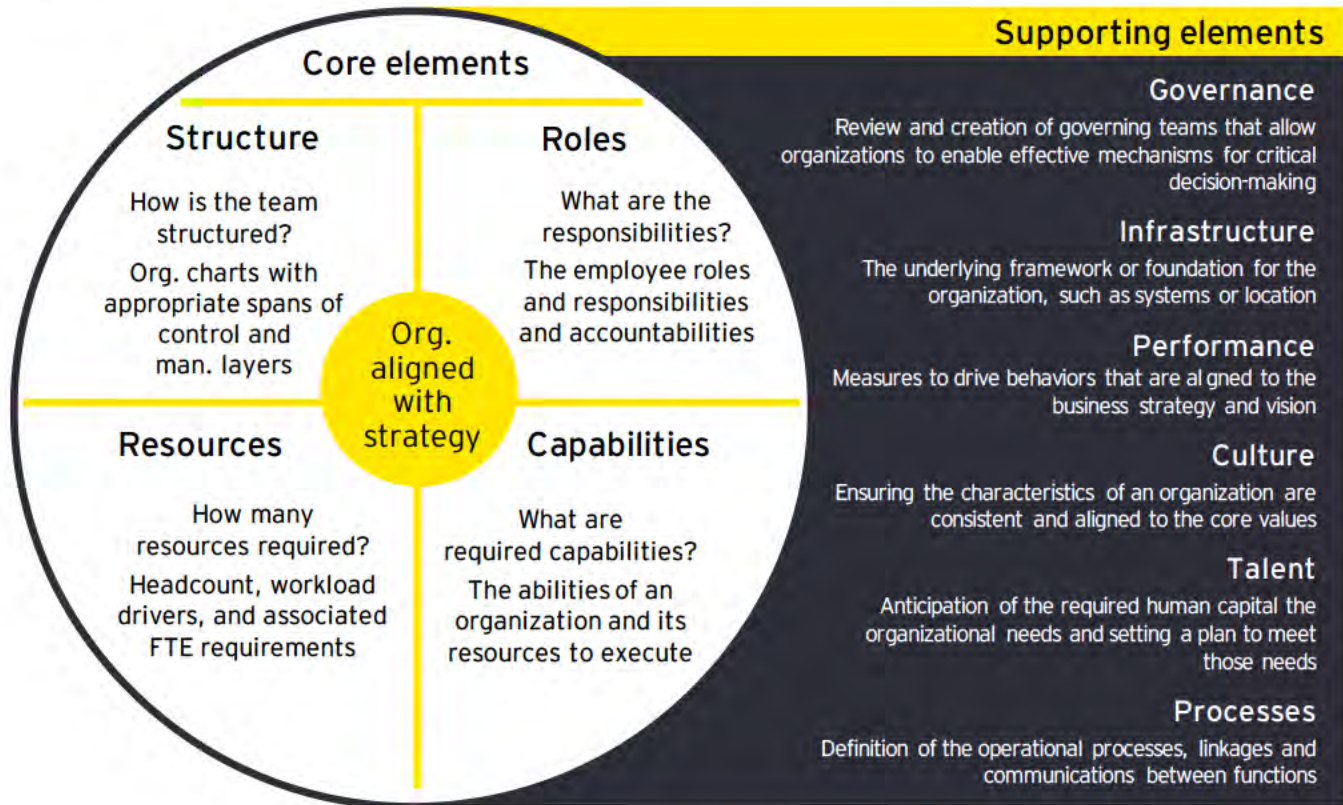 Core elements
Structure
How is the team
structured?
Org. charts with
appropriate spans of
control and
man. layers
Roles
What are the
responsibilities?
The employee roles
and responsibilities
and accountabilities
Org.
aligned
with
strategy
Resources
How many
resources required?
Headcount, workload
drivers, and associated
FTE requirements
Capabilities
What are
required capabilities?
The abilities of an
organization and its
resources to execute
Supporting elements
Governance
Review and creation of governing teams that allow
organizations to enable effective mechanisms for critical
decision-making
Infrastructure
The underlying framework or foundation for the
organization, such as systems or location
Performance
Measures to drive behaviors that are aligned to the
business strategy and vision
Culture
Ensuring the characteristics of an organization are
consistent and aligned to the core values
Talent
Anticipation of the required human capital the
organizational needs and setting a plan to meet
those needs
Processes
Definition of the operational processes, linkages and
communications between functions